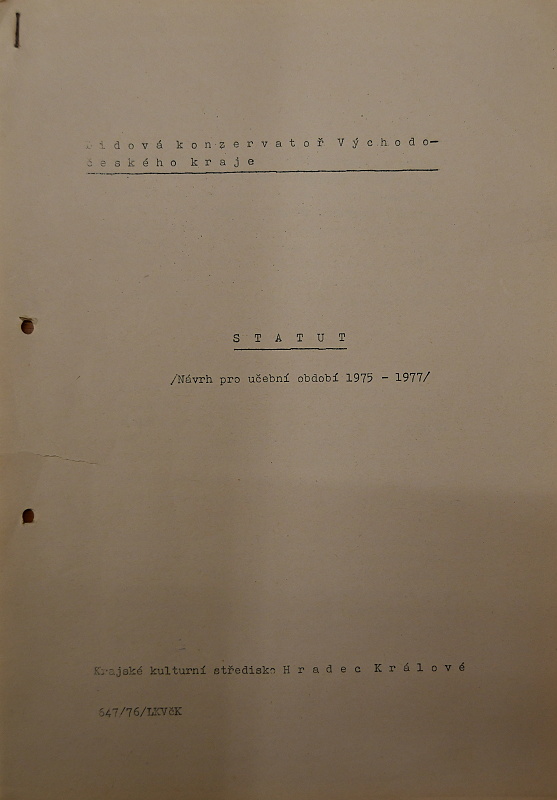 Lidová konzervatoř Východo-
českého kraje
STATUT
/Návrh pro učební období 1975 - 1977/
Krajské kulturní středisko Hradec Králové
647/76/LKVčK